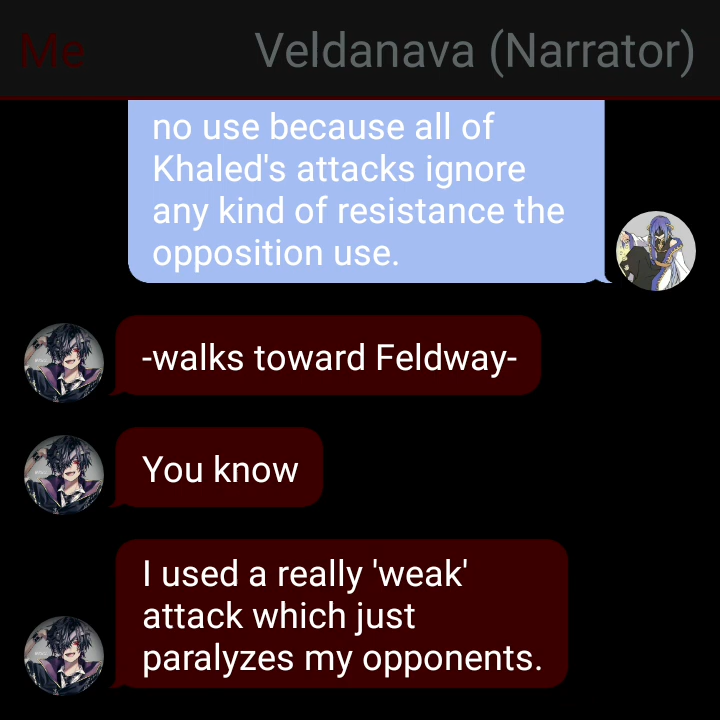 Me
Veldanava (Narrator)
no use because all of
Khaled's attacks ignore
any kind of resistance the
opposition use.
-walks toward Feldway-
You know
I used a really 'weak'
attack which just
paralyzes my opponents.